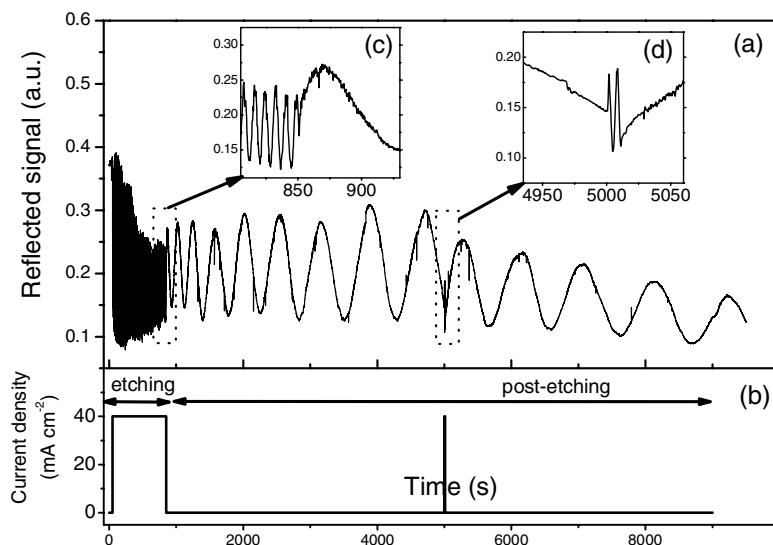 0.6
0.5
0.4
0.3
0.2
0.1
Reflected signal (a.u.)
(a)
(c)
0.30
0.25
0.20
0.15
850
900
(d)
0.20
0.15
0.10
4950
5000
5050
etching
post-etching
(b)
40
20
0
Current density
(mA cm-2)
Time (s)
0
2000
4000
6000
8000